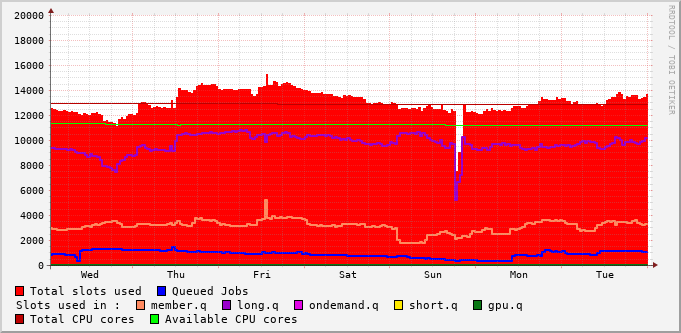 20000
18000
16000
14000
12000
10000
8000
6000
4000
2000
0
Wed Thu Fri Sat Sun Mon Tue
RRDTOOL / TOBI OETIKER
Total slots used Queued Jobs
Slots used in : member.q long.q ondemand.q short.q gpu.q
Total CPU cores Available CPU cores